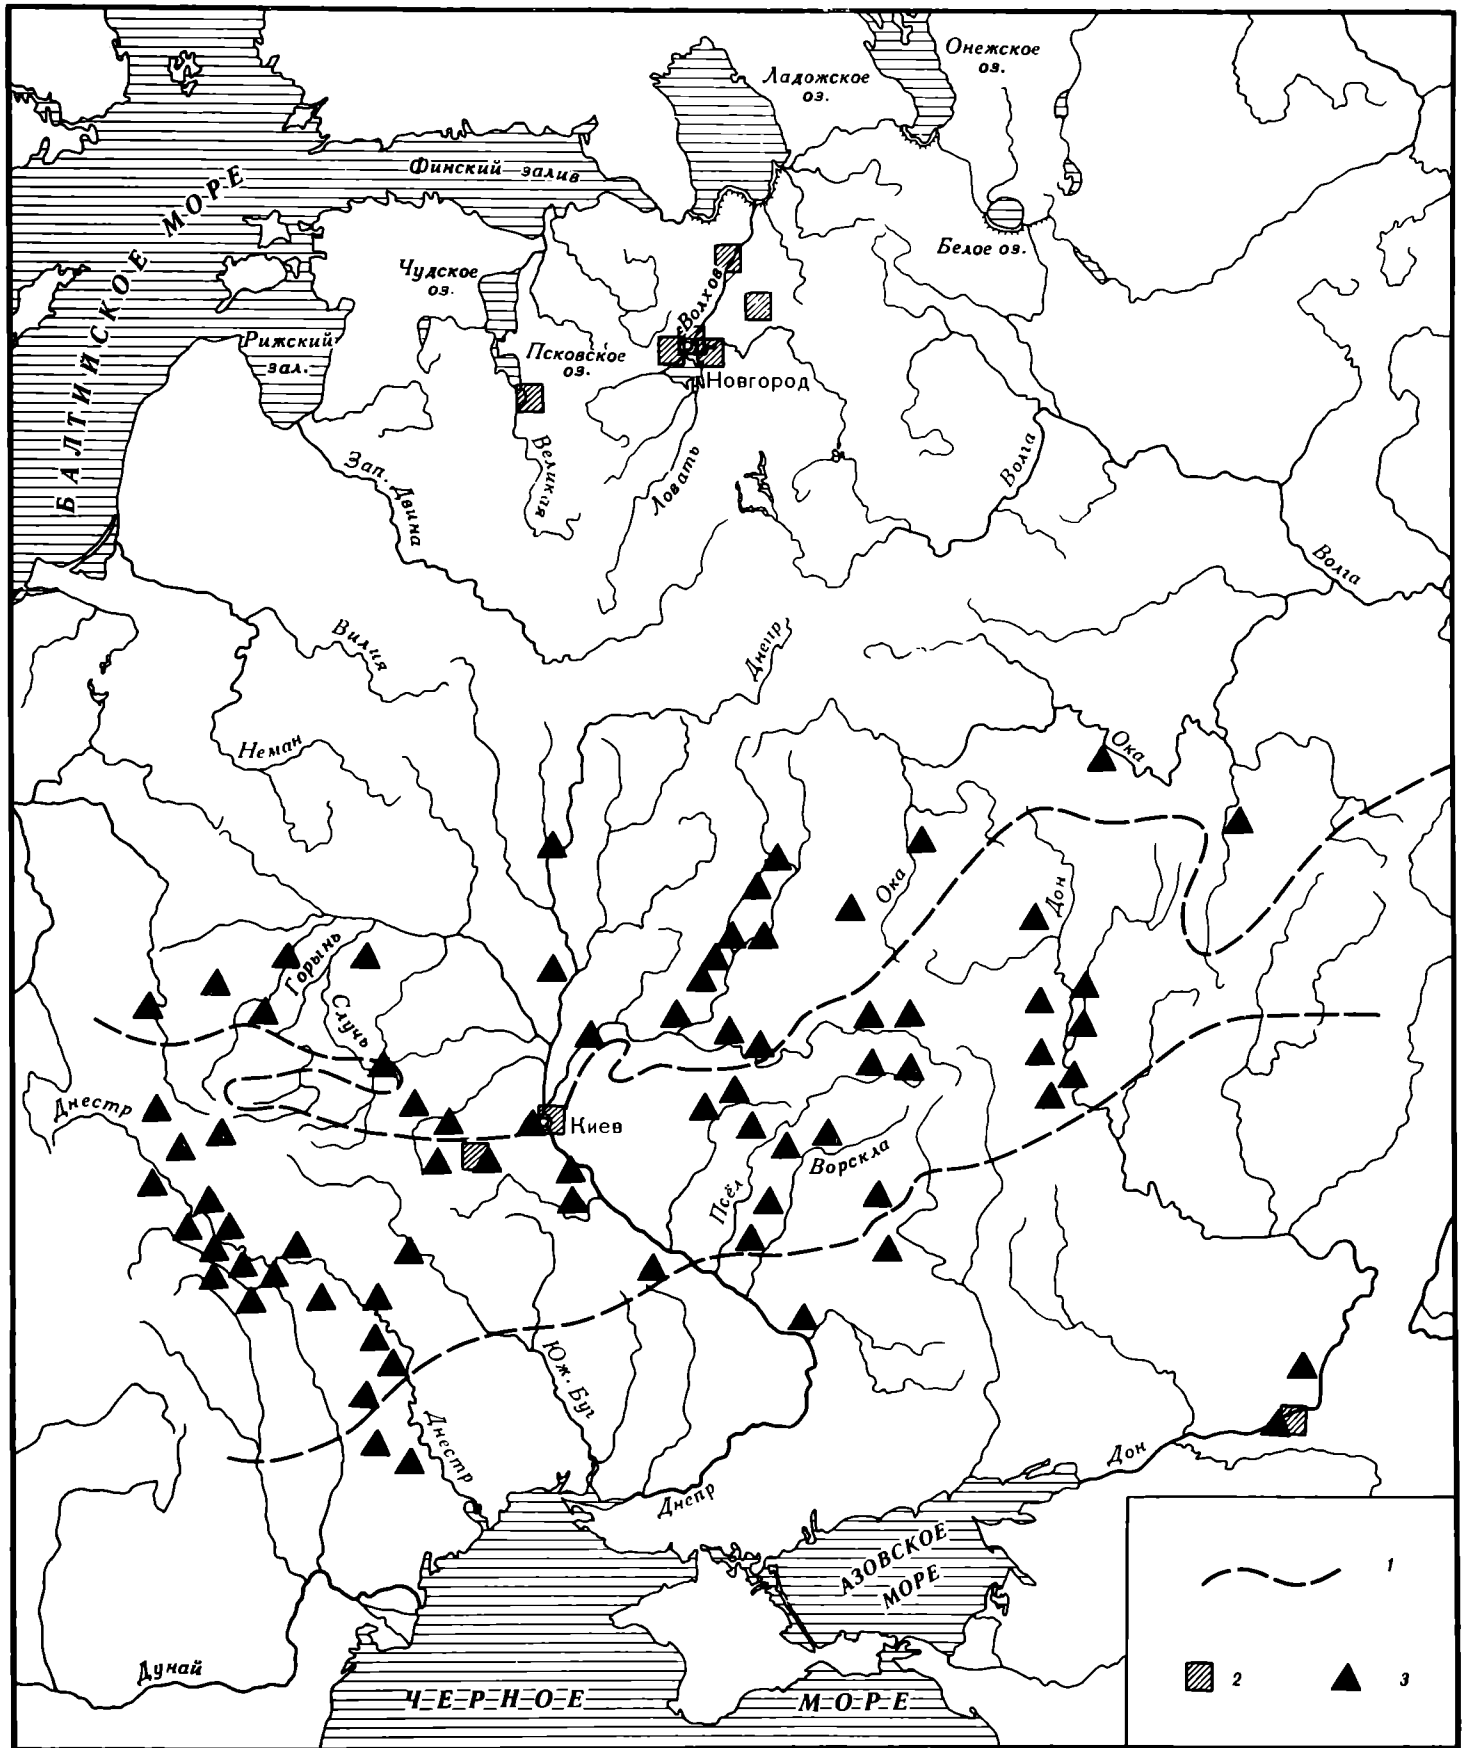 Онежское
оз.
Ладожское
оз.
Финский залив
БАЛТИЙСКОЕ МОРЕ
Белое оз.
Чудское
оз.
Волхов
Рижский
зал.
Псковское
оз.
Новгород
Зап. Двина
Великая
Ловать
Волга
Волга
Вилия
Днепр
Неман
Ока
Ока
Дон
Горынь
Случь
Днестр
Киев
Ворскла
Псёл
Юж. Буг
Днестр
Дон
Днепр
АЗОВСКОЕ
МОРЕ
Дунай
ЧЕРНОЕ МОРЕ
1
2
3